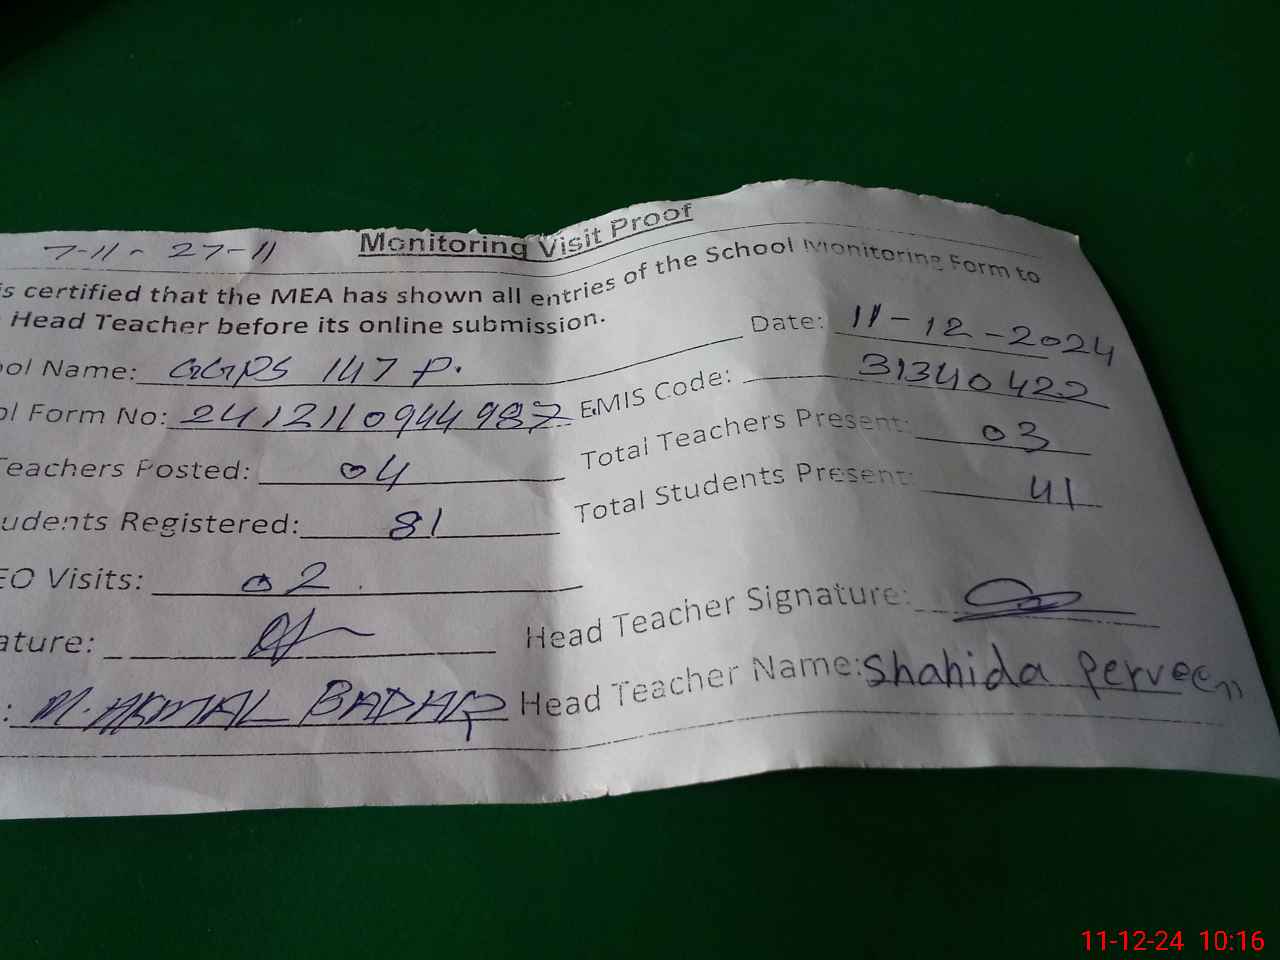 7-11 - 27-11 Monitoring Visit Proof
is certified that the MEA has shown all entries of the School Monitoring Form to
Head Teacher before its online submission.
Date: 11-12-2024
ool Name: GGPS 147 P.
EMIS Code: 31340422
ol Form No: 2412110944987
Total Teachers Present: 03
Teachers Posted: 04
Total Students Present: 41
udents Registered: 81
EO Visits: 02
ature:
Head Teacher Signature:
: M. AKMAL BADAR
Head Teacher Name: Shahida Perveen
11-12-24 10:16